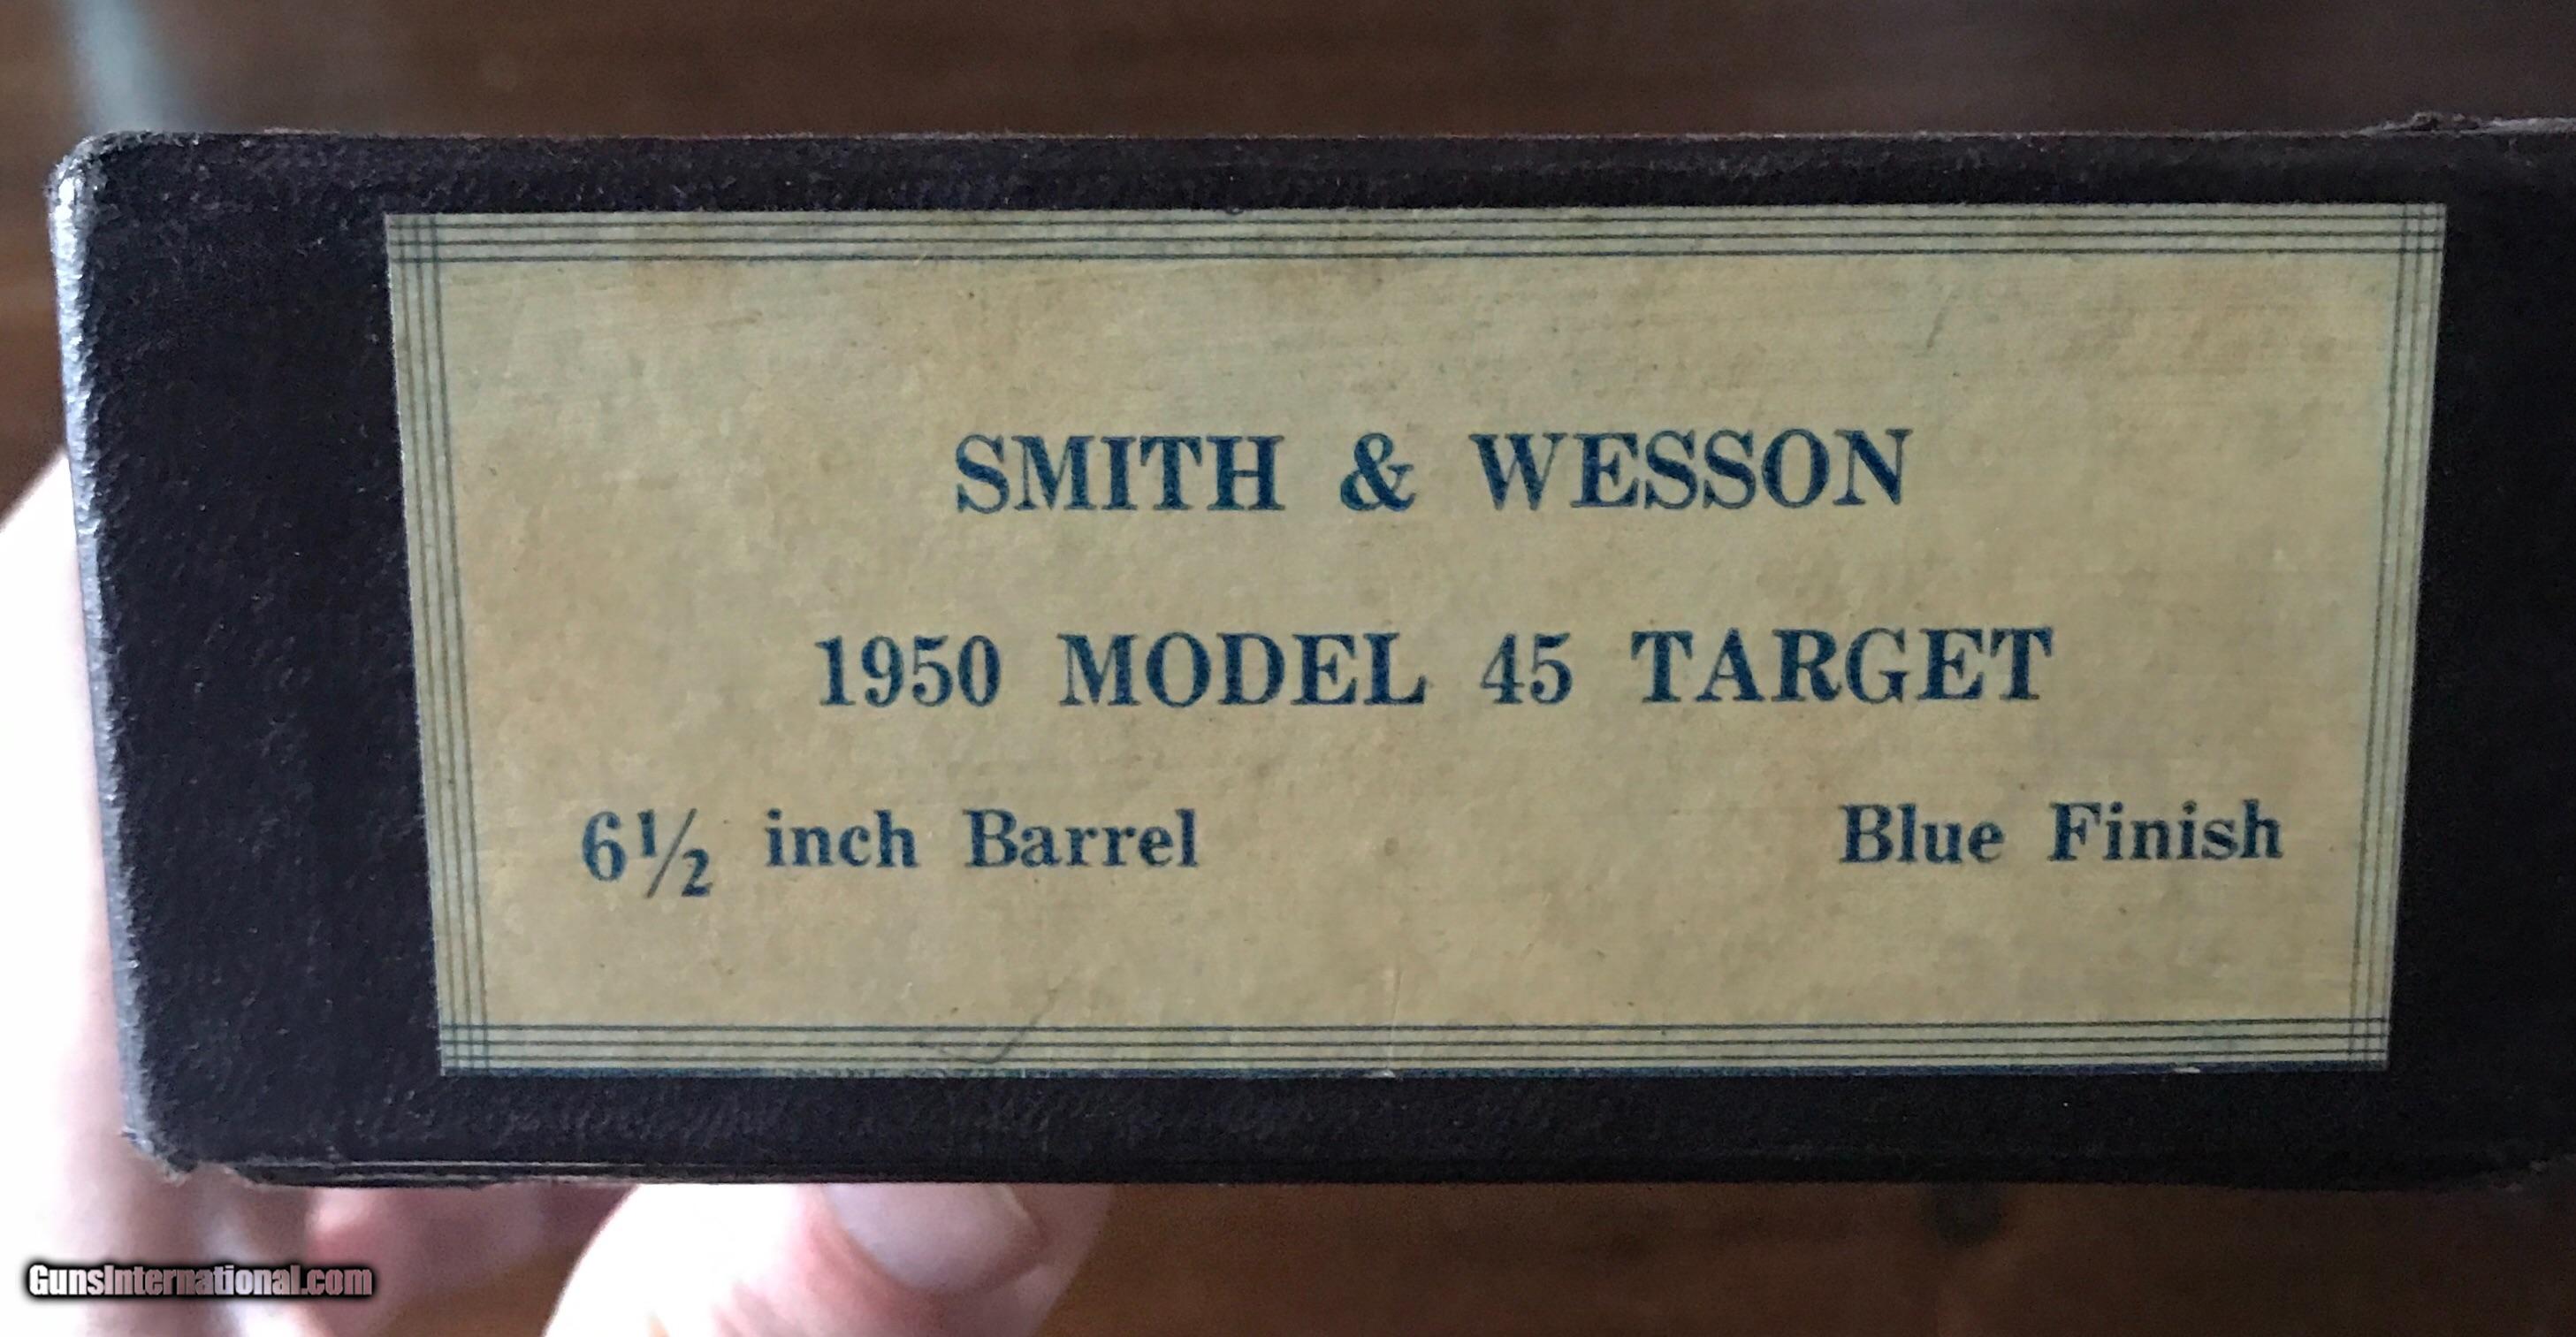 SMITH & WESSON
1950 MODEL 45 TARGET
6½ inch Barrel Blue Finish
GunsInternational.com